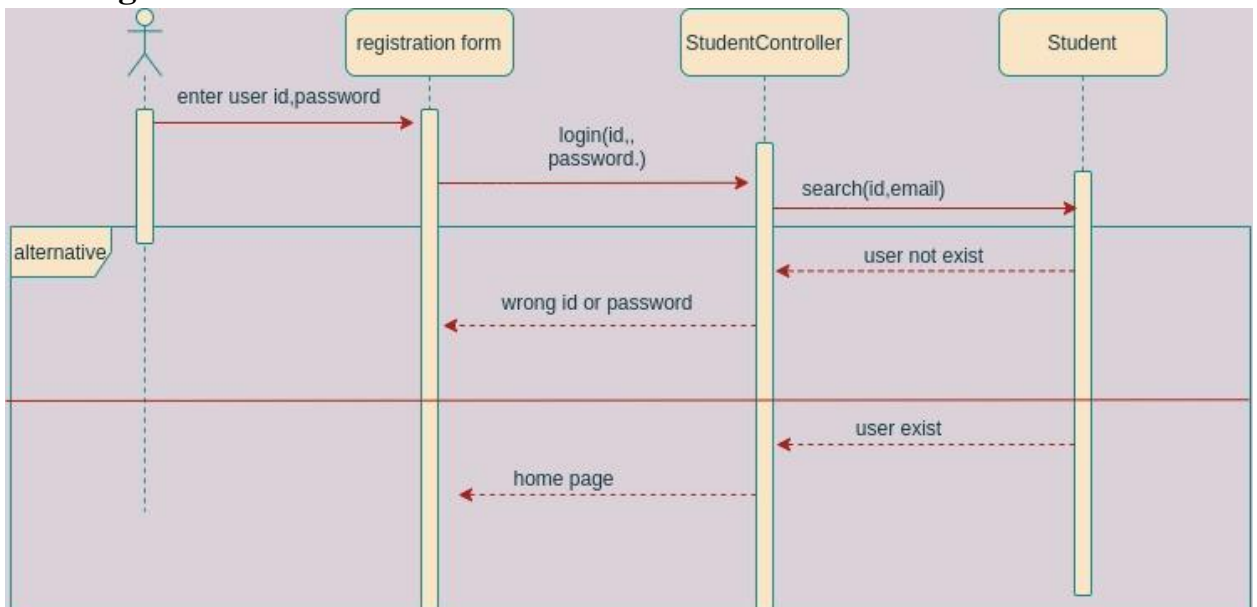 registration form
StudentController
Student
enter user id,password
login(id,,
password.)
search(id,email)
alternative
user not exist
wrong id or password
user exist
home page